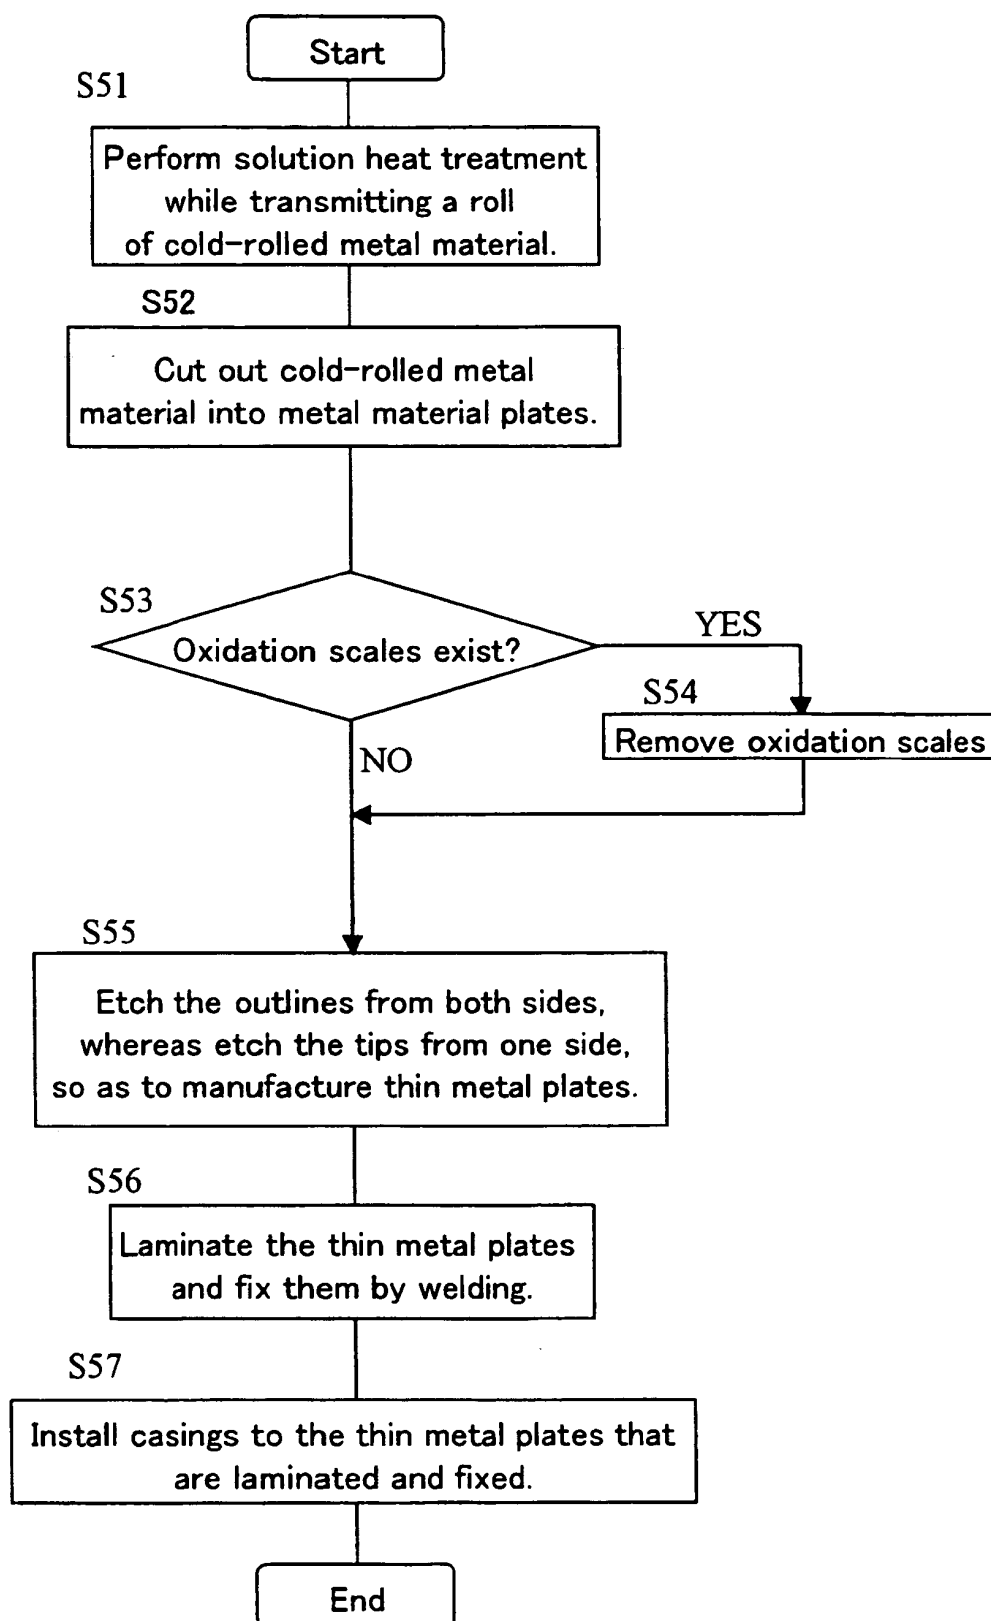 Start
S51
Perform solution heat treatment
while transmitting a roll
of cold-rolled metal material.
S52
Cut out cold-rolled metal
material into metal material plates.
S53
Oxidation scales exist?
YES
S54
Remove oxidation scales
NO
S55
Etch the outlines from both sides,
whereas etch the tips from one side,
so as to manufacture thin metal plates.
S56
Laminate the thin metal plates
and fix them by welding.
S57
Install casings to the thin metal plates that
are laminated and fixed.
End